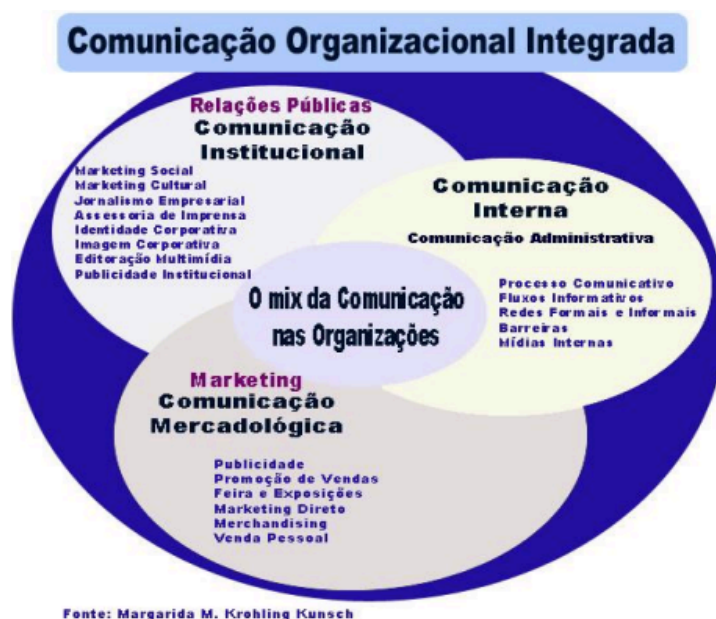 Comunicação Organizacional Integrada
Relações Públicas
Comunicação
Institucional
Marketing Social
Marketing Cultural
Jornalismo Empresarial
Assessoria de Imprensa
Identidade Corporativa
Imagem Corporativa
Editoração Multimídia
Publicidade Institucional
Comunicação
Interna
Comunicação Administrativa
Processo Comunicativo
Fluxos Informativos
Redes Formais e Informais
Barreiras
Mídias Internas
O mix da Comunicação
nas Organizações
Marketing
Comunicação
Mercadológica
Publicidade
Promoção de Vendas
Feira e Exposições
Marketing Direto
Merchandising
Venda Pessoal
Fonte: Margarida M. Krohling Kunsch